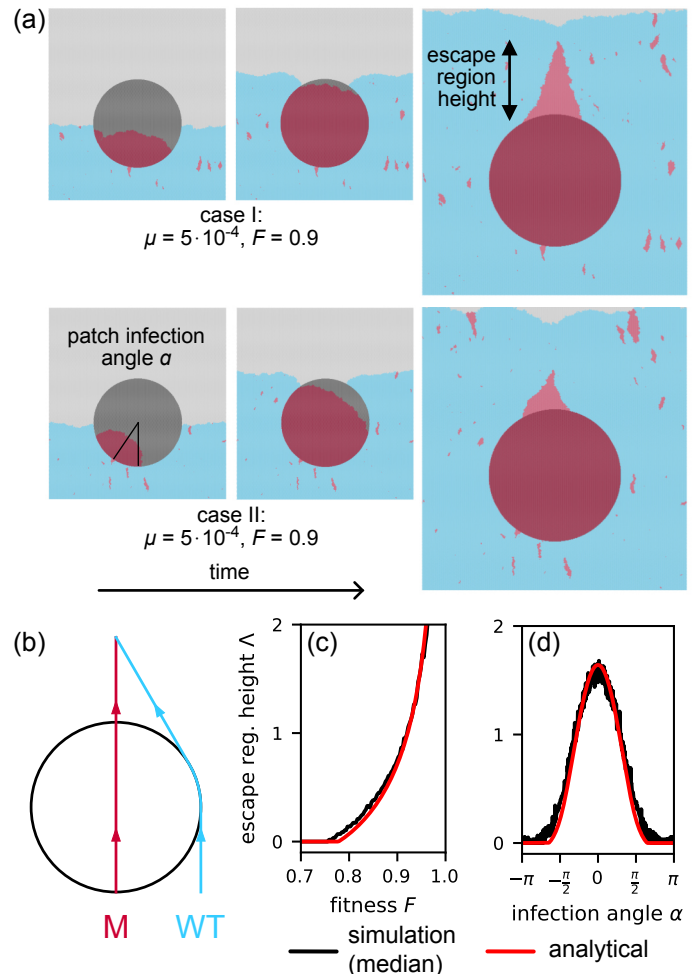 (a)
escape
region
height
case I:
μ = 5·10⁻⁴, F = 0.9
patch infection
angle α
case II:
μ = 5·10⁻⁴, F = 0.9
time
(b)
M
WT
(c)
escape reg. height Λ
2
1
0
0.7 0.8 0.9 1.0
fitness F
(d)
2
1
0
−π −π/2 0 π/2 π
infection angle α
simulation
(median)
analytical